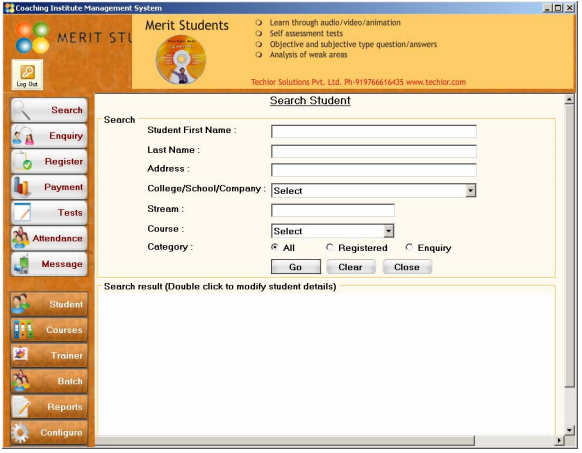 Coaching Institute Management System
MERIT STU
Merit Students
Learn through audio/video/animation
Self assessment tests
Objective and subjective type question/answers
Analysis of weak areas
Techior Solutions Pvt. Ltd. Ph-919766616435 www.techior.com
Log Out
Search
Enquiry
Register
Payment
Tests
Attendance
Message
Student
Courses
Trainer
Batch
Reports
Configure
Search Student
Search
Student First Name :
Last Name :
Address :
College/School/Company : Select
Stream :
Course : Select
Category : All Registered Enquiry
Go Clear Close
Search result (Double click to modify student details)